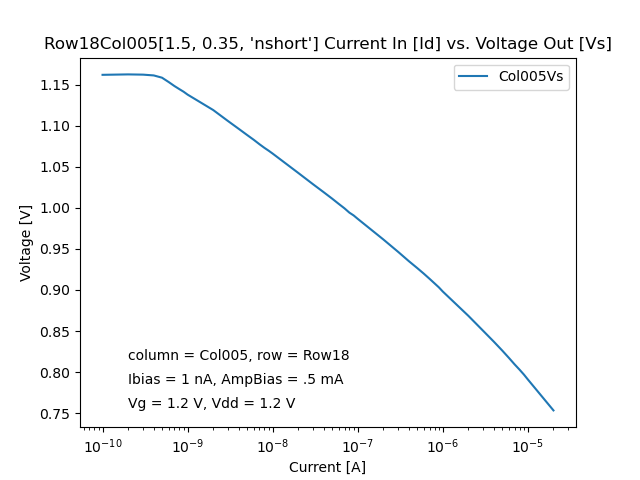 Row18Col005[1.5, 0.35, 'nshort'] Current In [Id] vs. Voltage Out [Vs]
Col005Vs
1.15
1.10
1.05
1.00
0.95
0.90
0.85
0.80
0.75
Voltage [V]
column = Col005, row = Row18
Ibias = 1 nA, AmpBias = .5 mA
Vg = 1.2 V, Vdd = 1.2 V
10⁻¹⁰ 10⁻⁹ 10⁻⁸ 10⁻⁷ 10⁻⁶ 10⁻⁵
Current [A]